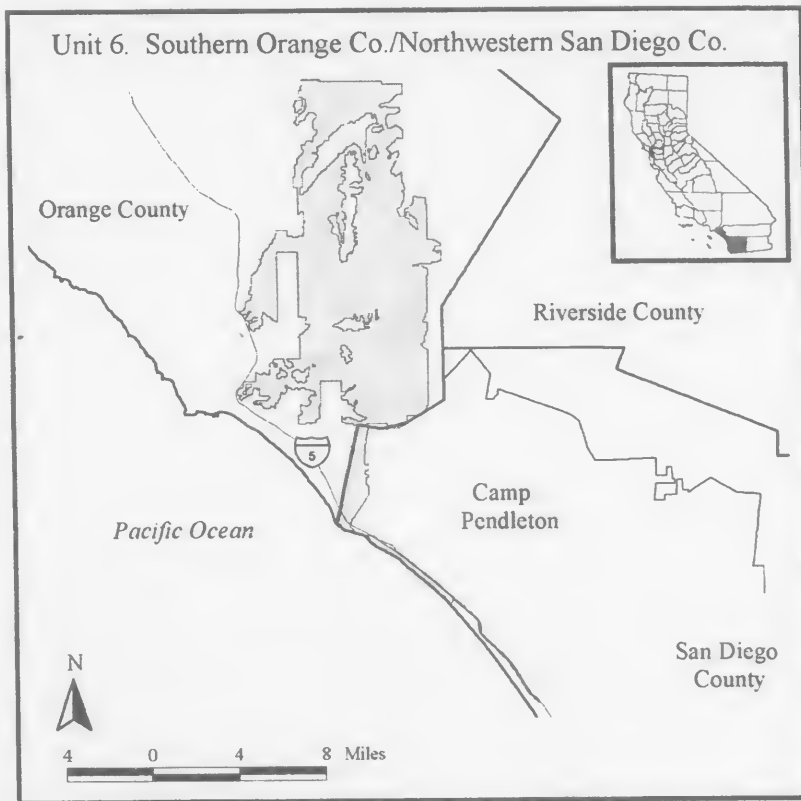 Unit 6. Southern Orange Co./Northwestern San Diego Co.
Orange County
Riverside County
5
Camp
Pendleton
Pacific Ocean
San Diego
County
N
4 0 4 8 Miles